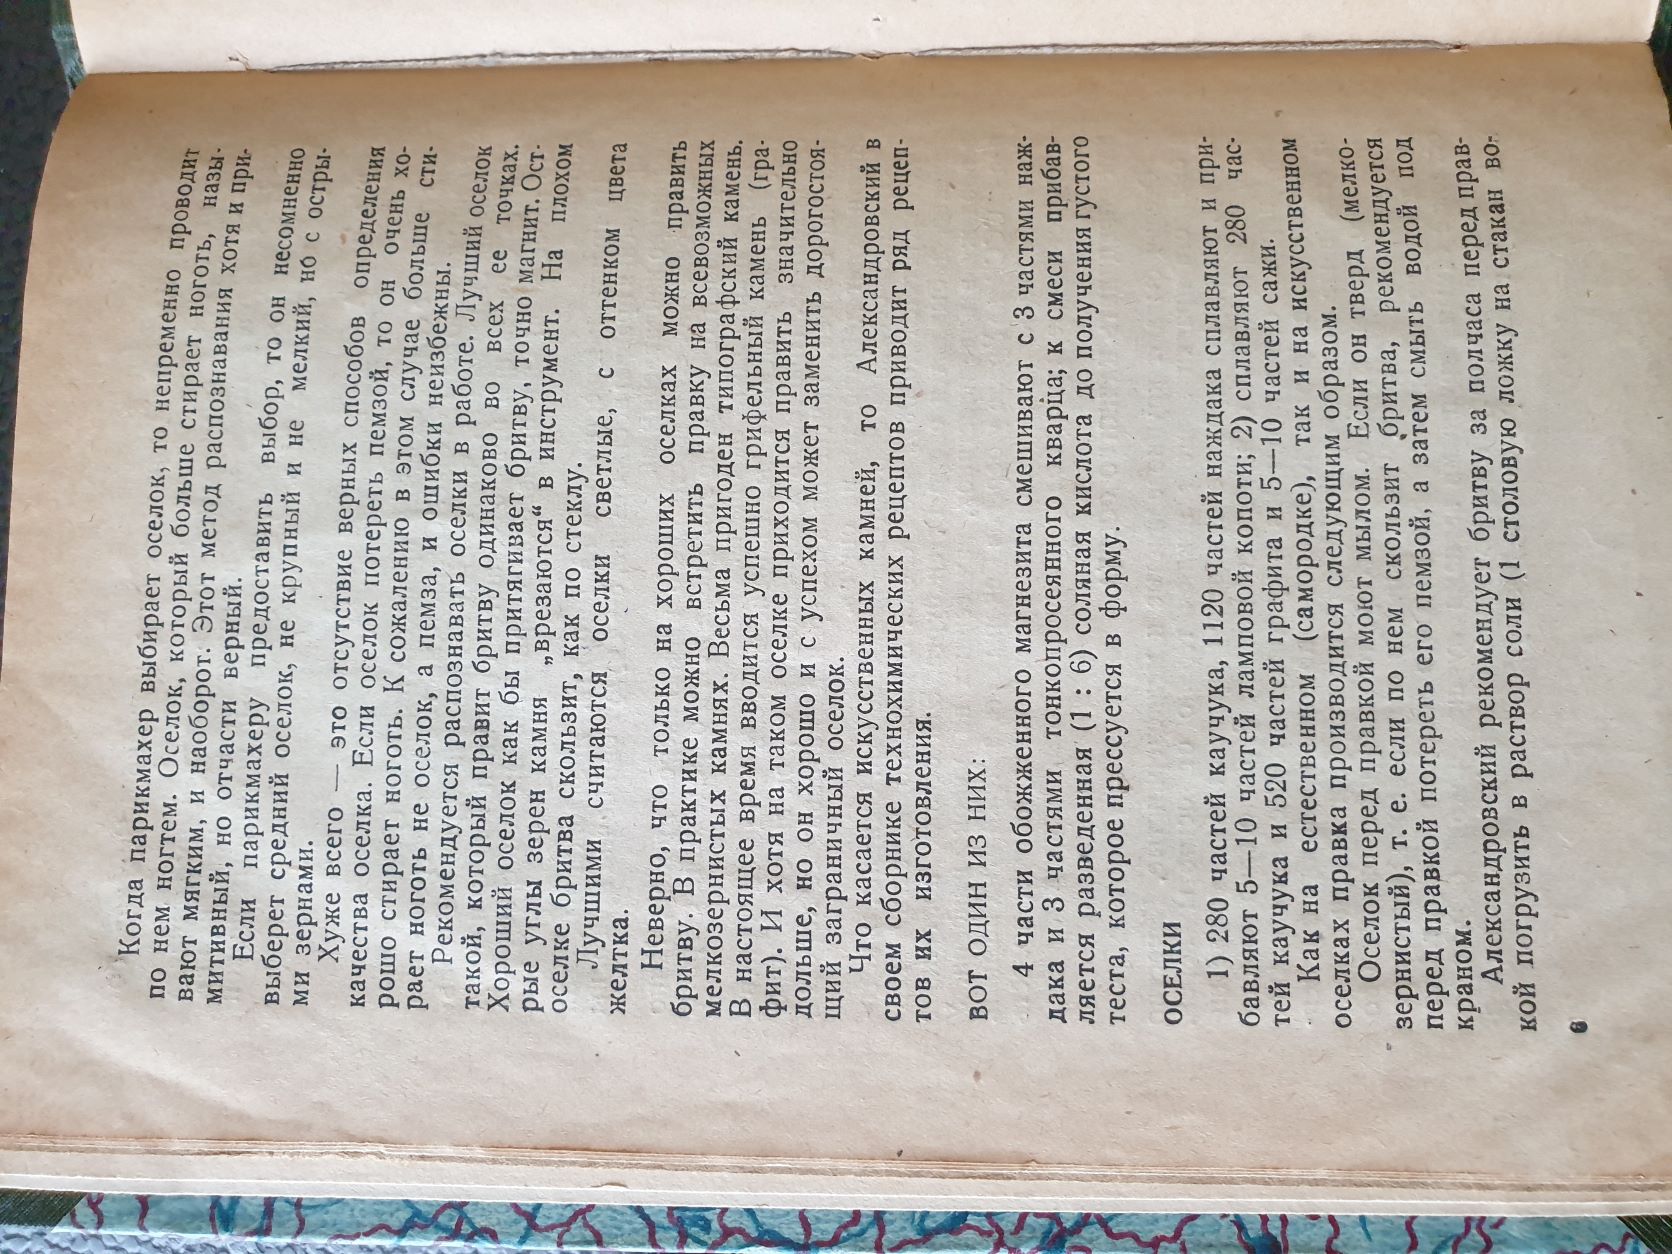 Когда парикмахер выбирает оселок, то непременно проводит
по нем ногтем. Оселок, который больше стирает ноготь, назы-
вают мягким, и наоборот. Этот метод распознавания хотя и при-
митивный, но отчасти верный.
Если парикмахеру предоставить выбор, то он несомненно
выберет средний оселок, не крупный и не мелкий, но с остры-
ми зернами.
Хуже всего — это отсутствие верных способов определения
качества оселка. Если оселок потереть пемзой, то он очень хо-
рошо стирает ноготь. К сожалению в этом случае больше сти-
рает ноготь не оселок, а пемза, и ошибки неизбежны.
Рекомендуется распознавать оселки в работе. Лучший оселок
такой, который правит бритву одинаково во всех ее точках.
Хороший оселок как бы притягивает бритву, точно магнит. Ост-
рые углы зерен камня „врезаются“ в инструмент. На плохом
оселке бритва скользит, как по стеклу.
Лучшими считаются оселки светлые, с оттенком цвета
желтка.
Неверно, что только на хороших оселках можно править
бритву. В практике можно встретить правку на всевозможных
мелкозернистых камнях. Весьма пригоден типографский камень.
В настоящее время вводится успешно грифельный камень (гра-
фит). И хотя на таком оселке приходится править значительно
дольше, но он хорошо и с успехом может заменить дорогостоя-
щий заграничный оселок.
Что касается искусственных камней, то Александровский в
своем сборнике технохимических рецептов приводит ряд рецеп-
тов их изготовления.
ВОТ ОДИН ИЗ НИХ:
4 части обожженного магнезита смешивают с 3 частями наж-
дака и 3 частями тонкопросеянного кварца; к смеси прибав-
ляется разведенная (1 : 6) соляная кислота до получения густого
теста, которое прессуется в форму.
ОСЕЛКИ
1) 280 частей каучука, 1120 частей наждака сплавляют и при-
бавляют 5—10 частей ламповой копоти; 2) сплавляют 280 час-
тей каучука и 520 частей графита и 5—10 частей сажи.
Как на естественном (самородке), так и на искусственном
оселках правка производится следующим образом.
Оселок перед правкой моют мылом. Если он тверд (мелко-
зернистый), т. е. если по нем скользит бритва, рекомендуется
перед правкой потереть его пемзой, а затем смыть водой под
краном.
Александровский рекомендует бритву за полчаса перед прав-
кой погрузить в раствор соли (1 столовую ложку на стакан во-
6